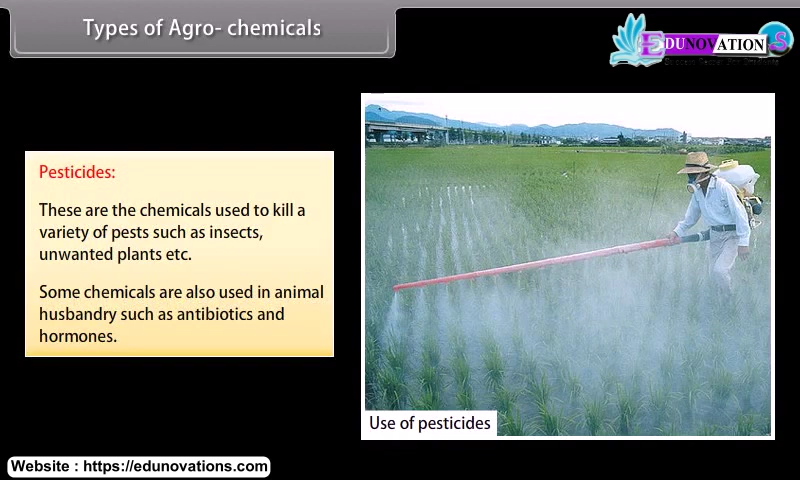 Types of Agro- chemicals
EDUNOVATIONS
Pesticides:
These are the chemicals used to kill a
variety of pests such as insects,
unwanted plants etc.
Some chemicals are also used in animal
husbandry such as antibiotics and
hormones.
Use of pesticides
Website : https://edunovations.com